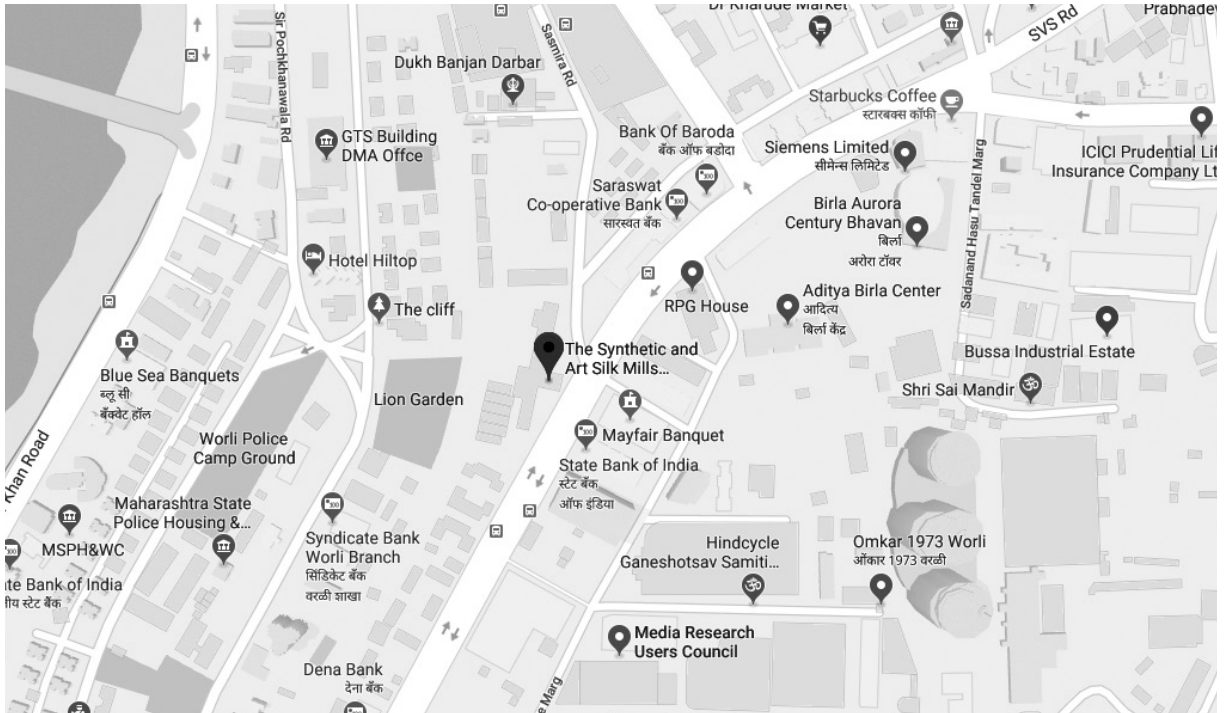 Dr Kharude Market
Prabhadev
SVS Rd
Sir Pochkhanawala Rd
Sasmira Rd
Dukh Banjan Darbar
Starbucks Coffee
स्टारबक्स कॉफी
GTS Building
DMA Offce
Bank Of Baroda
बँक ऑफ बडोदा
Siemens Limited
सीमेन्स लिमिटेड
ICICI Prudential Lif
Insurance Company Lt
Saraswat
Co-operative Bank
सारस्वत बँक
Birla Aurora
Century Bhavan
बिर्ला
अरोरा टॉवर
Sadanand Hasu Tandel Marg
Hotel Hiltop
The cliff
RPG House
Aditya Birla Center
आदित्य
बिर्ला केंद्र
Bussa Industrial Estate
The Synthetic and
Art Silk Mills...
Blue Sea Banquets
ब्लू सी
बँक्वेट हॉल
Lion Garden
Shri Sai Mandir
Mayfair Banquet
Worli Police
Camp Ground
Khan Road
State Bank of India
स्टेट बँक
ऑफ इंडिया
Maharashtra State
Police Housing &...
MSPH&WC
Syndicate Bank
Worli Branch
सिंडिकेट बँक
वरळी शाखा
Hindcycle
Ganeshotsav Samiti...
Omkar 1973 Worli
ओंकार 1973 वरळी
te Bank of India
ीय स्टेट बैंक
Media Research
Users Council
Dena Bank
देना बँक
e Marg